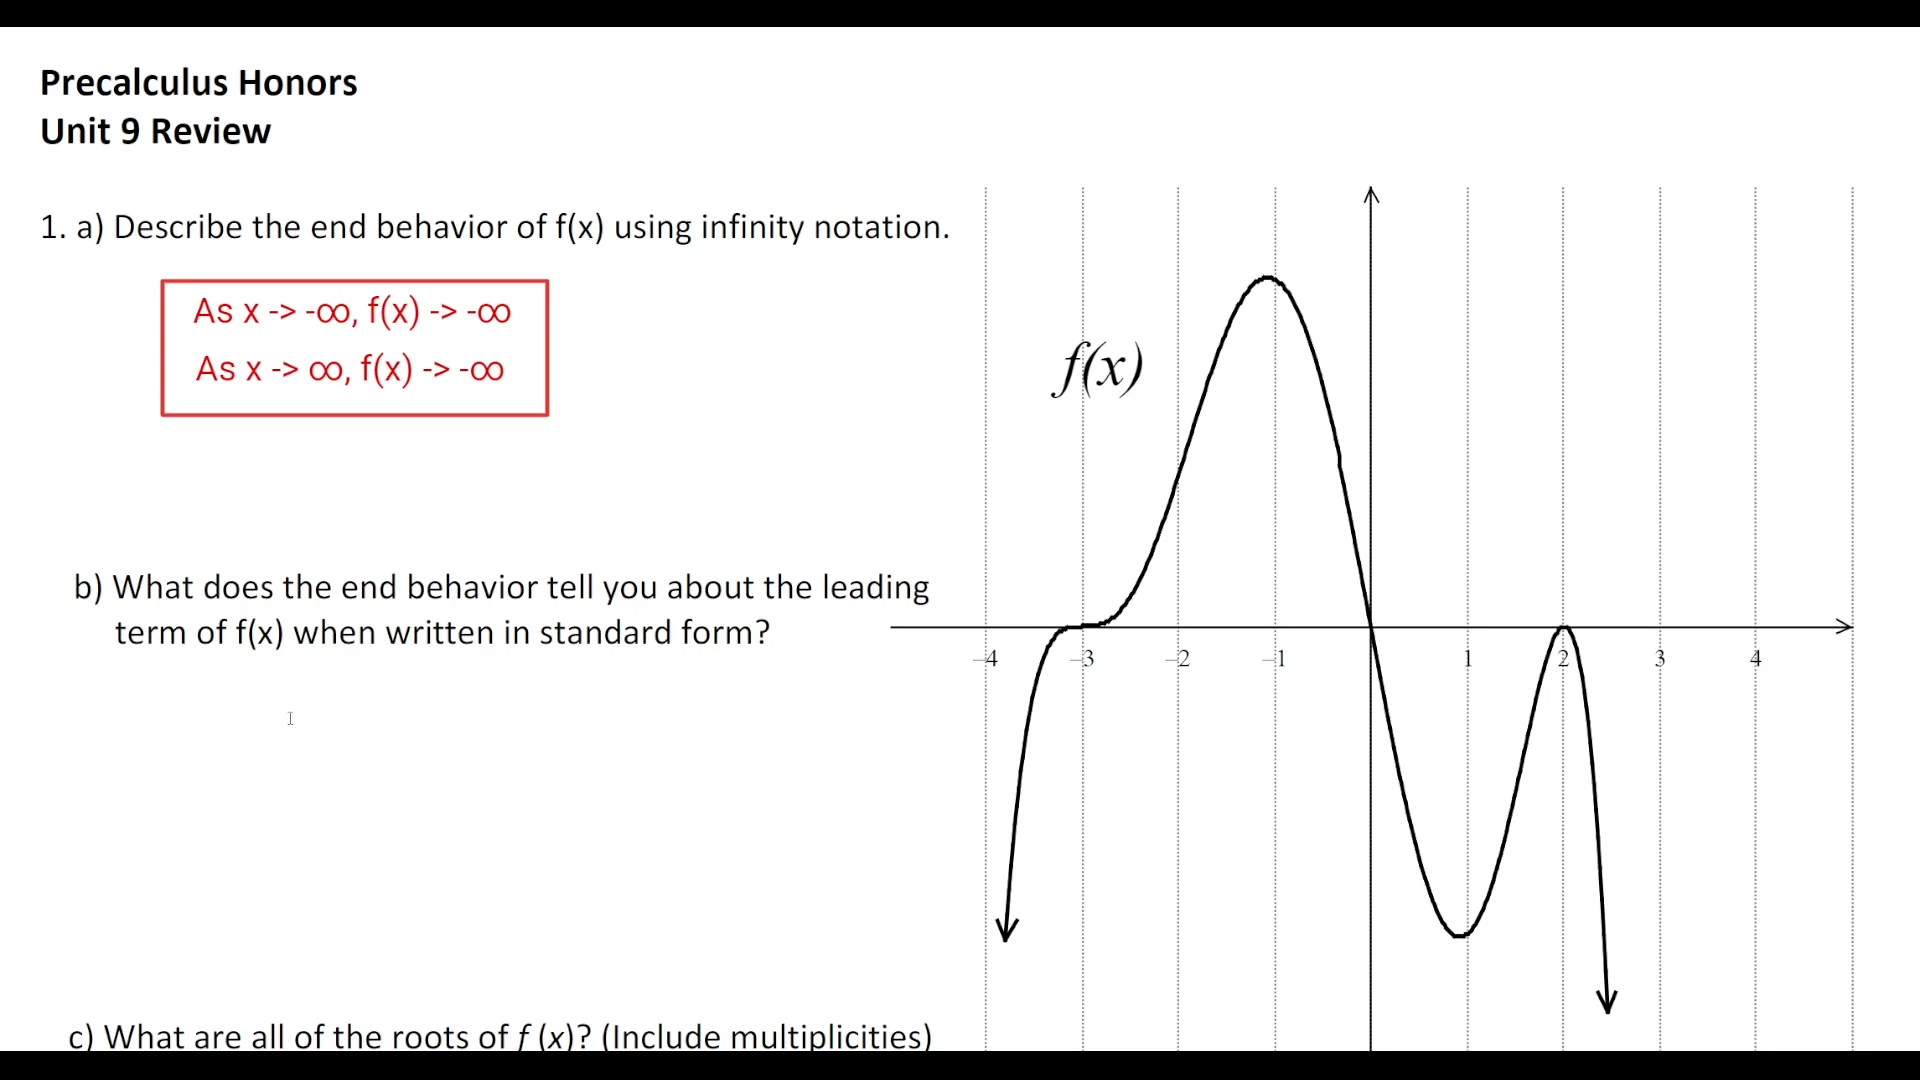 Precalculus Honors
Unit 9 Review
1. a) Describe the end behavior of f(x) using infinity notation.
As x -> -∞, f(x) -> -∞
As x -> ∞, f(x) -> -∞
f(x)
b) What does the end behavior tell you about the leading
term of f(x) when written in standard form?
–4 –3 –2 –1 1 2 3 4
c) What are all of the roots of f (x)? (Include multiplicities)